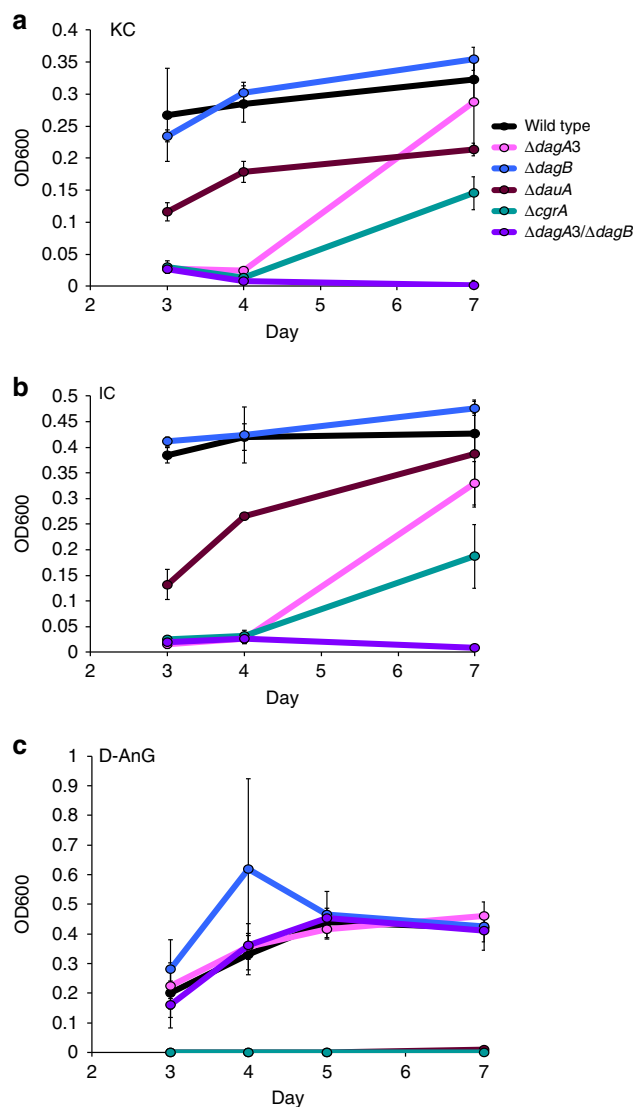 a
KC
0.4
0.35
0.3
0.25
0.2
0.15
0.1
0.05
0
OD600
2
3
4
5
6
7
Day
Wild type
ΔdagA3
ΔdagB
ΔdauA
ΔcgrA
ΔdagA3/ΔdagB
b
IC
0.5
0.45
0.4
0.35
0.3
0.25
0.2
0.15
0.1
0.05
0
OD600
2
3
4
5
6
7
Day
c
D-AnG
1
0.9
0.8
0.7
0.6
0.5
0.4
0.3
0.2
0.1
0
OD600
2
3
4
5
6
7
Day